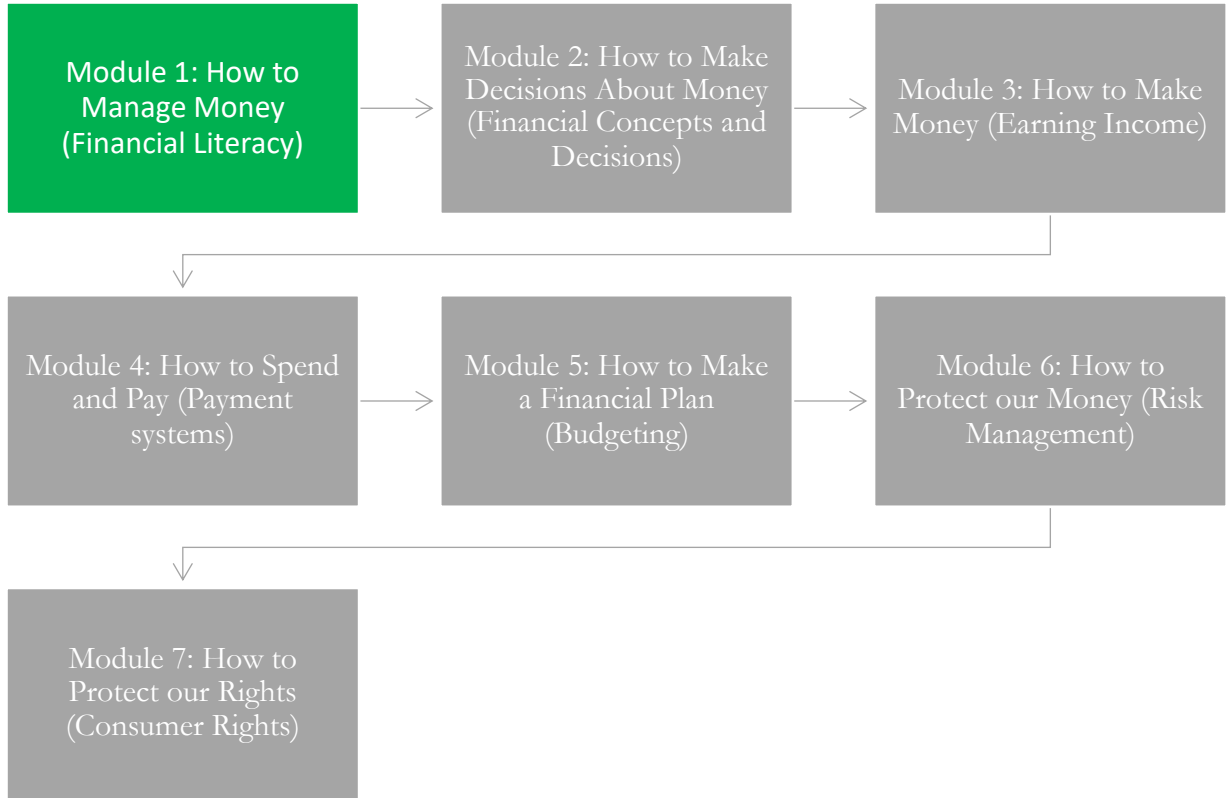 Module 1: How to
Manage Money
(Financial Literacy)
Module 2: How to Make
Decisions About Money
(Financial Concepts and
Decisions)
Module 3: How to Make
Money (Earning Income)
Module 4: How to Spend
and Pay (Payment
systems)
Module 5: How to Make
a Financial Plan
(Budgeting)
Module 6: How to
Protect our Money (Risk
Management)
Module 7: How to
Protect our Rights
(Consumer Rights)